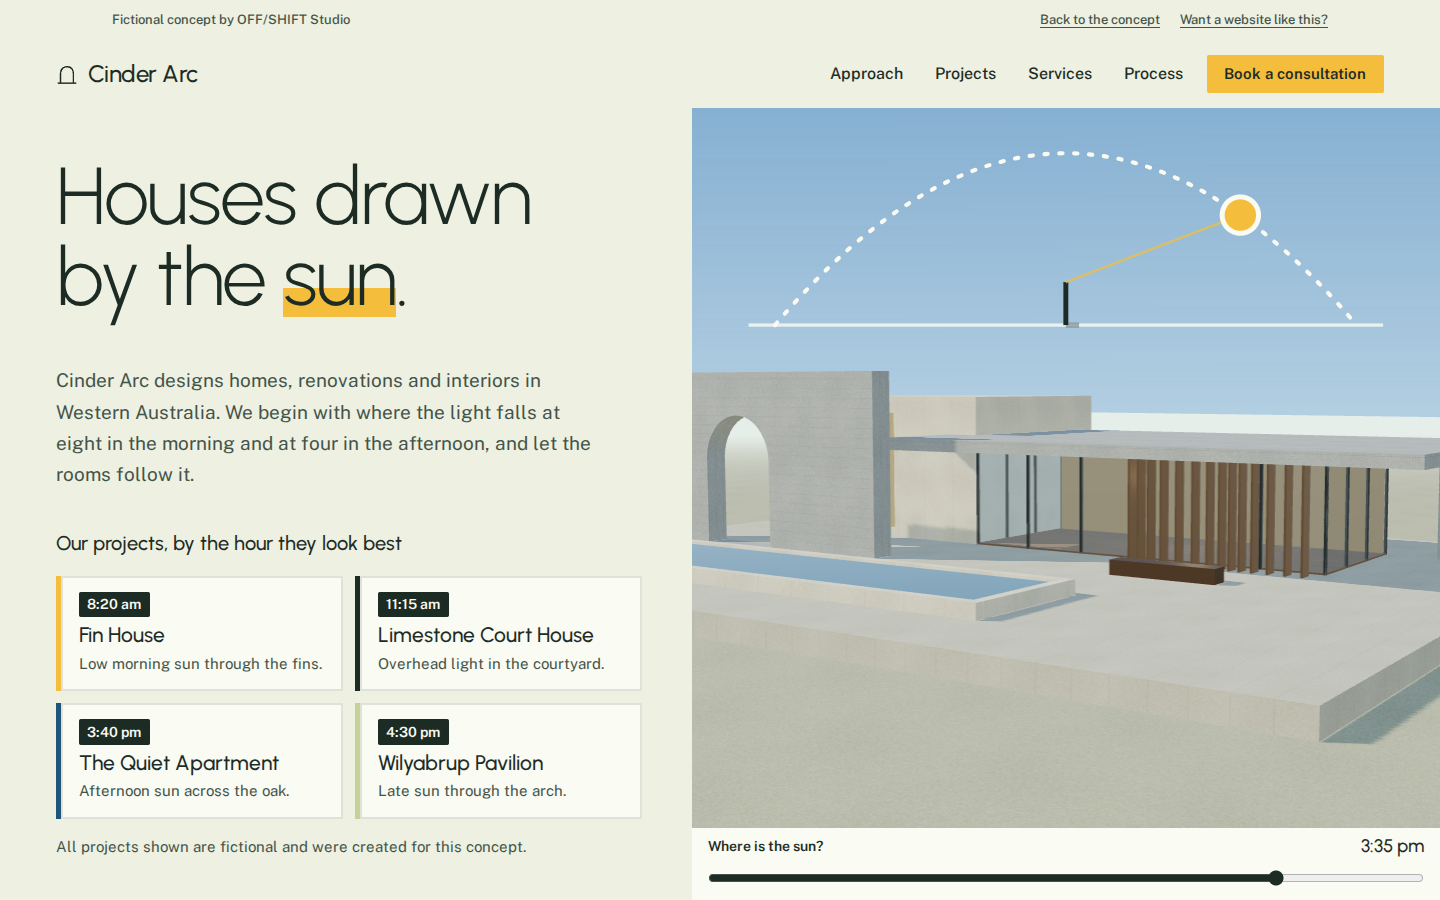 Fictional concept by OFF/SHIFT Studio
Back to the concept
Want a website like this?
Cinder Arc
Approach
Projects
Services
Process
Book a consultation
Houses drawn
by the sun.
Cinder Arc designs homes, renovations and interiors in
Western Australia. We begin with where the light falls at
eight in the morning and at four in the afternoon, and let the
rooms follow it.
Our projects, by the hour they look best
8:20 am
Fin House
Low morning sun through the fins.
11:15 am
Limestone Court House
Overhead light in the courtyard.
3:40 pm
The Quiet Apartment
Afternoon sun across the oak.
4:30 pm
Wilyabrup Pavilion
Late sun through the arch.
All projects shown are fictional and were created for this concept.
Where is the sun?
3:35 pm